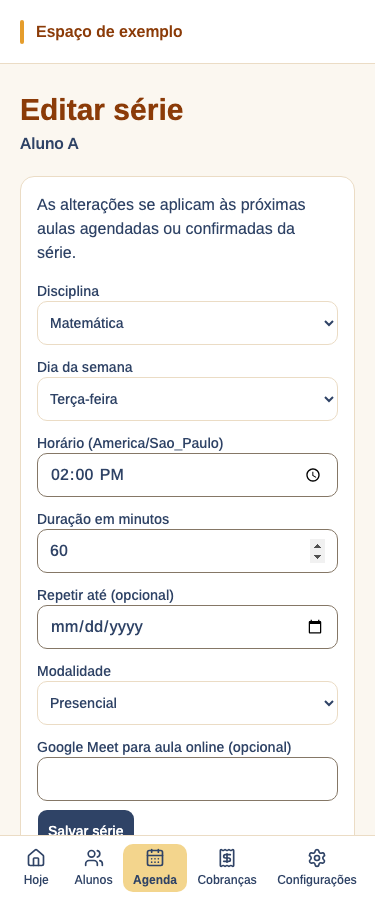 Espaço de exemplo
Editar série
Aluno A
As alterações se aplicam às próximas
aulas agendadas ou confirmadas da
série.
Disciplina
Matemática
Dia da semana
Terça-feira
Horário (America/Sao_Paulo)
02:00 PM
Duração em minutos
60
Repetir até (opcional)
mm/dd/yyyy
Modalidade
Presencial
Google Meet para aula online (opcional)
Salvar série
Hoje
Alunos
Agenda
Cobranças
Configurações